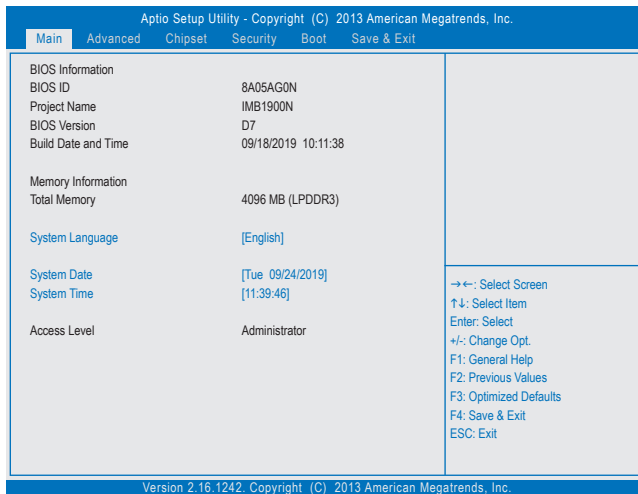 Aptio Setup Utility - Copyright (C) 2013 American Megatrends, Inc.
Main Advanced Chipset Security Boot Save & Exit
BIOS Information
BIOS ID 8A05AG0N
Project Name IMB1900N
BIOS Version D7
Build Date and Time 09/18/2019 10:11:38
Memory Information
Total Memory 4096 MB (LPDDR3)
System Language [English]
System Date [Tue 09/24/2019]
System Time [11:39:46]
Access Level Administrator
→←: Select Screen
↑↓: Select Item
Enter: Select
+/-: Change Opt.
F1: General Help
F2: Previous Values
F3: Optimized Defaults
F4: Save & Exit
ESC: Exit
Version 2.16.1242. Copyright (C) 2013 American Megatrends, Inc.